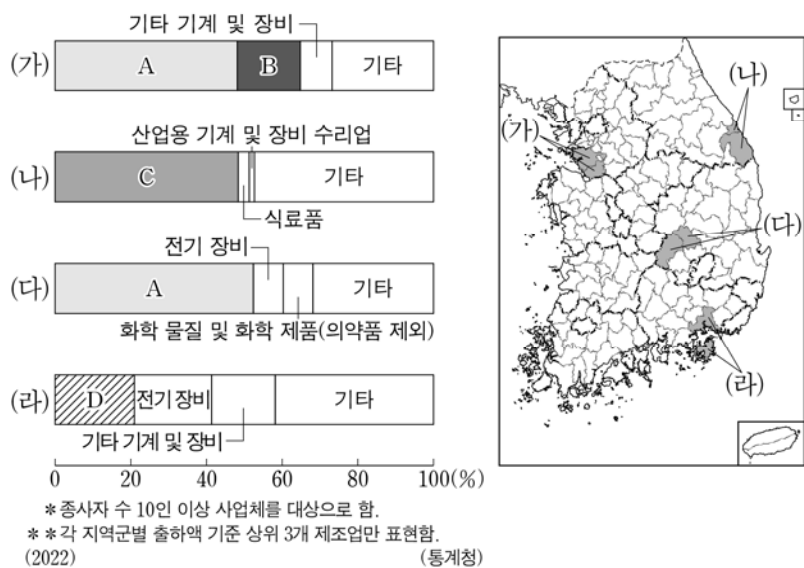 기타 기계 및 장비
(가) A B 기타
산업용 기계 및 장비 수리업
(나) C 기타
식료품
전기 장비
(다) A 기타
화학 물질 및 화학 제품(의약품 제외)
(라) D 전기 장비 기타
기타 기계 및 장비
0 20 40 60 80 100(%)
*종사자 수 10인 이상 사업체를 대상으로 함.
**각 지역군별 출하액 기준 상위 3개 제조업만 표현함.
(2022) (통계청)
(나)
(가)
(다)
(라)